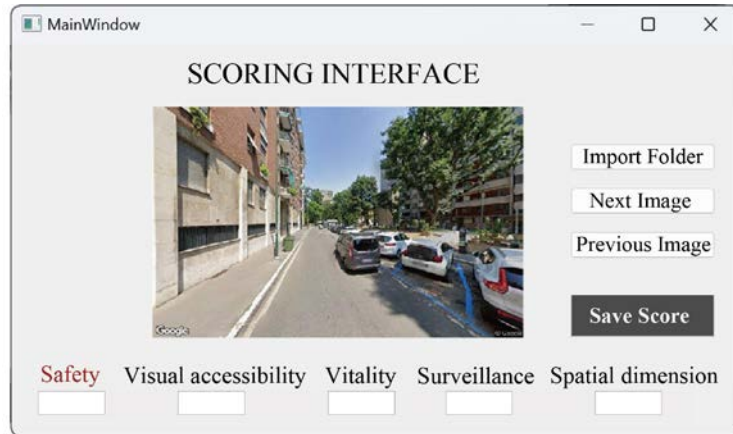 MainWindow
SCORING INTERFACE
Import Folder
Next Image
Previous Image
Google
Save Score
Safety Visual accessibility Vitality Surveillance Spatial dimension